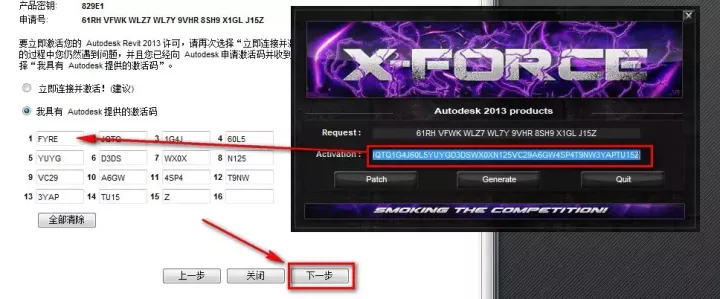 产品密钥: 829E1
申请号: 61RH VFWK WLZ7 WL7Y 9VHR 8SH9 X1GL J15Z
要立即激活您的 Autodesk Revit 2013 许可，请再次选择“立即连并激
的过程中您仍然遇到问题，并且您已经向 Autodesk 申请激活码并收到
择“我具有 Autodesk 提供的激活码”。
立即连接并激活！(建议)
我具有 Autodesk 提供的激活码
1 FYRE 2 JQTQ 3 1G4J 4 60L5
5 YUYG 6 D3DS 7 WX0X 8 N125
9 VC29 10 A6GW 11 4SP4 12 T9NW
13 3YAP 14 TU15 15 Z 16
全部清除
上一步 关闭 下一步
X-FORCE
Autodesk 2013 products
Request : 61RH VFWK WLZ7 WL7Y 9VHR 8SH9 X1GL J15Z
Activation : IQTQ1G4J60L5YUYGD3DSWX0XN125VC29A6GW4SP4T9NW3YAPTU15Z
Patch Generate Quit
SMOKING THE COMPETITION!